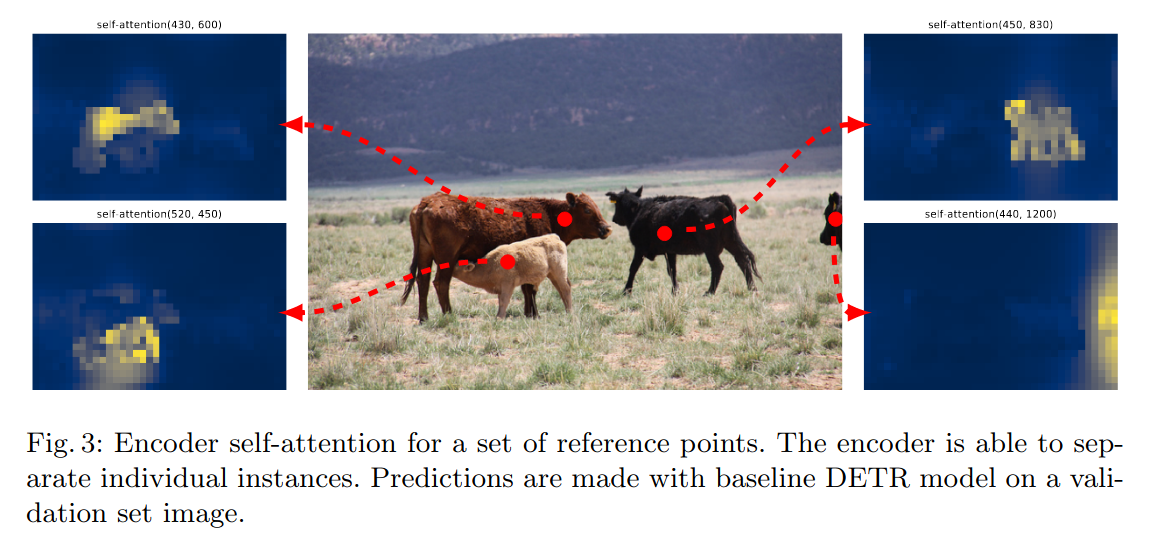 self-attention(430, 600)
self-attention(450, 830)
self-attention(520, 450)
self-attention(440, 1200)
Fig. 3: Encoder self-attention for a set of reference points. The encoder is able to sep-
arate individual instances. Predictions are made with baseline DETR model on a vali-
dation set image.